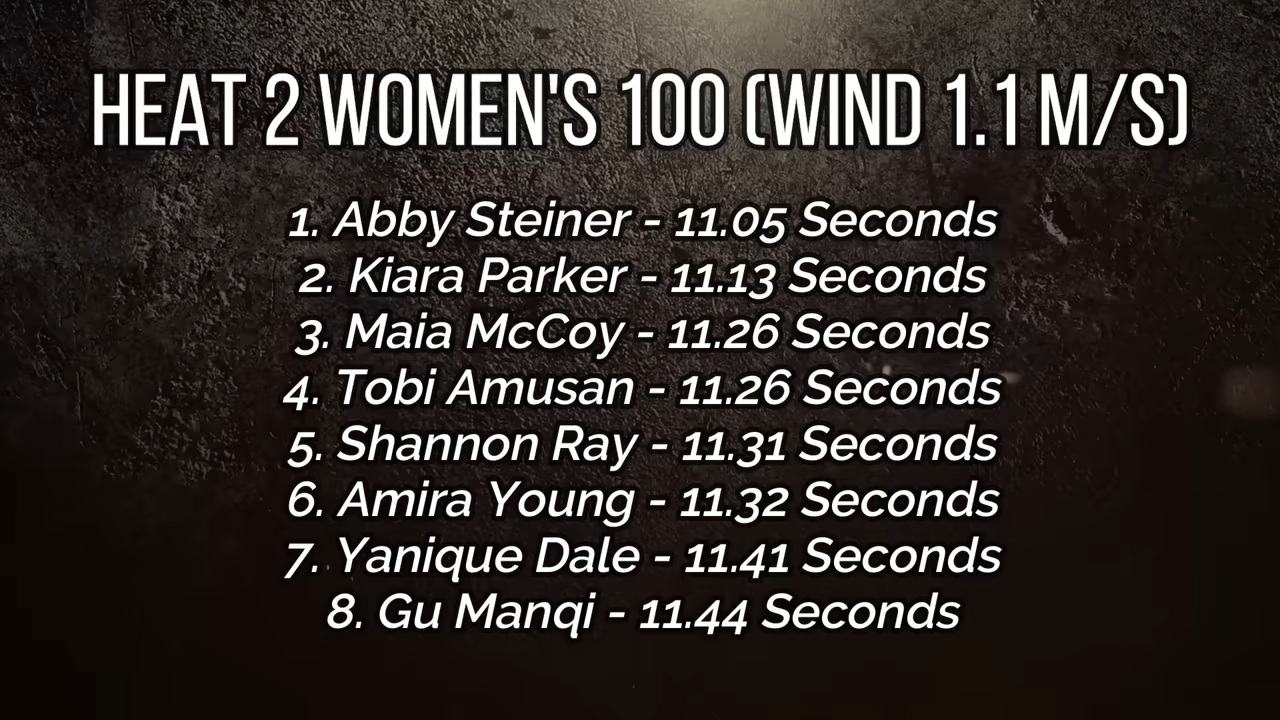 HEAT 2 WOMEN'S 100 (WIND 1.1 M/S)
1. Abby Steiner - 11.05 Seconds
2. Kiara Parker - 11.13 Seconds
3. Maia McCoy - 11.26 Seconds
4. Tobi Amusan - 11.26 Seconds
5. Shannon Ray - 11.31 Seconds
6. Amira Young - 11.32 Seconds
7. Yanique Dale - 11.41 Seconds
8. Gu Manqi - 11.44 Seconds